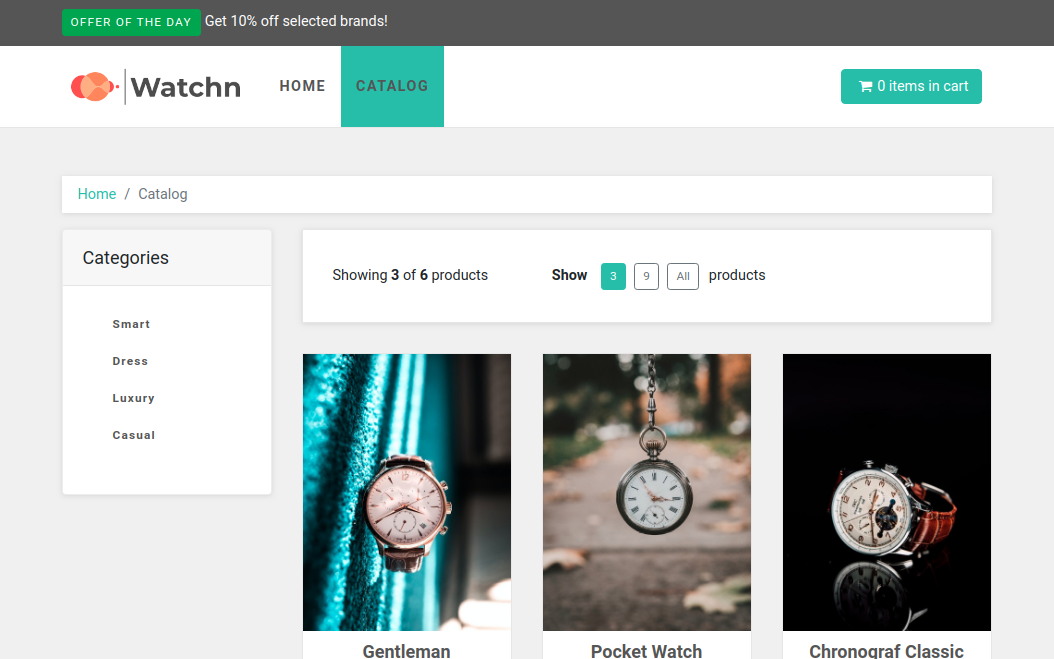 OFFER OF THE DAY Get 10% off selected brands!
Watchn HOME CATALOG 0 items in cart
Home / Catalog
Categories
Smart
Dress
Luxury
Casual
Showing 3 of 6 products Show 3 9 All products
Gentleman
Pocket Watch
Chronograf Classic